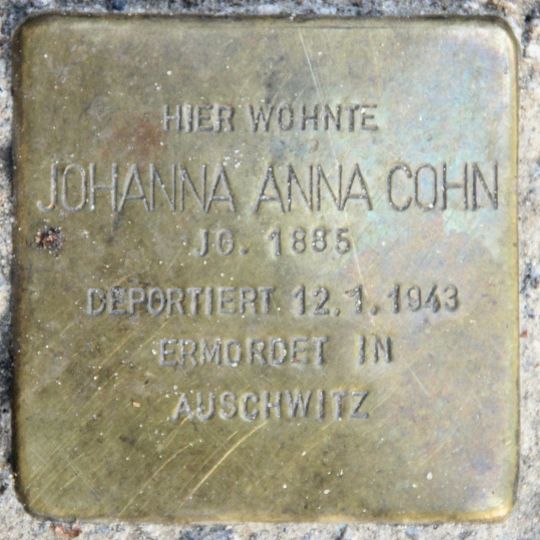 HIER WOHNTE
JOHANNA ANNA COHN
JG. 1885
DEPORTIERT 12.1.1943
ERMORDET IN
AUSCHWITZ